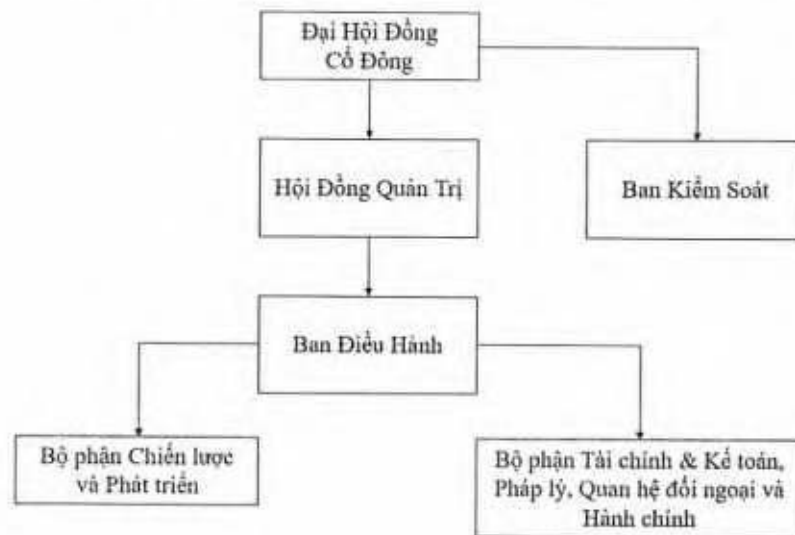 Đại Hội Đồng
Cổ Đông
Hội Đồng Quản Trị
Ban Kiểm Soát
Ban Điều Hành
Bộ phận Chiến lược
và Phát triển
Bộ phận Tài chính & Kế toán,
Pháp lý, Quan hệ đối ngoại và
Hành chính